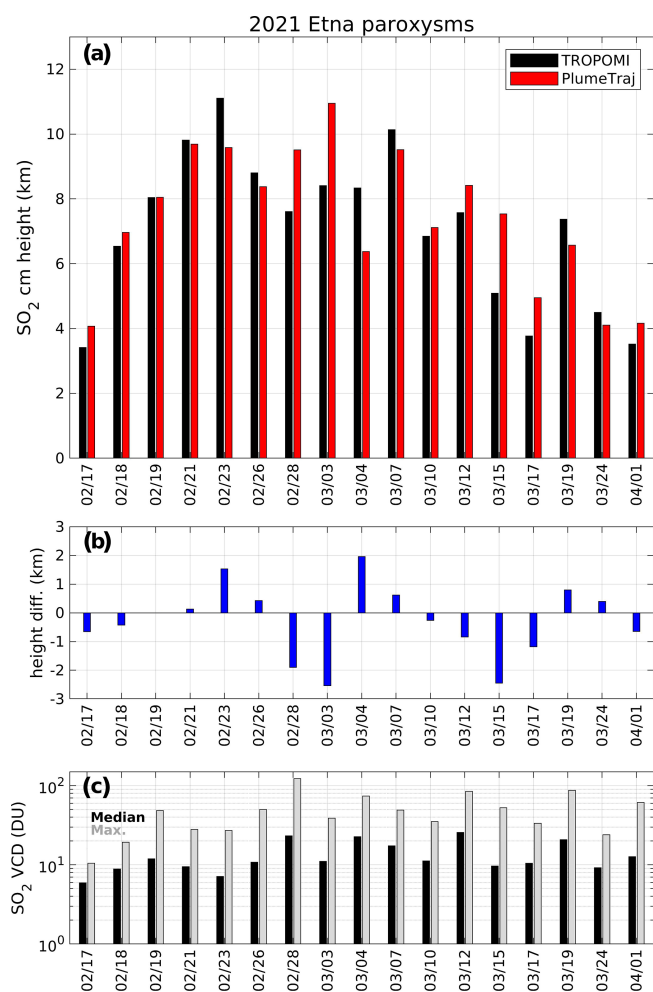 2021 Etna paroxysms
(a)
TROPOMI
PlumeTraj
SO₂ cm height (km)
12
10
8
6
4
2
0
02/17 02/18 02/19 02/21 02/23 02/26 02/28 03/03 03/04 03/07 03/10 03/12 03/15 03/17 03/19 03/24 04/01
(b)
height diff. (km)
3
2
1
0
-1
-2
-3
02/17 02/18 02/19 02/21 02/23 02/26 02/28 03/03 03/04 03/07 03/10 03/12 03/15 03/17 03/19 03/24 04/01
(c)
SO₂ VCD (DU)
10²
10¹
10⁰
Median
Max.
02/17 02/18 02/19 02/21 02/23 02/26 02/28 03/03 03/04 03/07 03/10 03/12 03/15 03/17 03/19 03/24 04/01